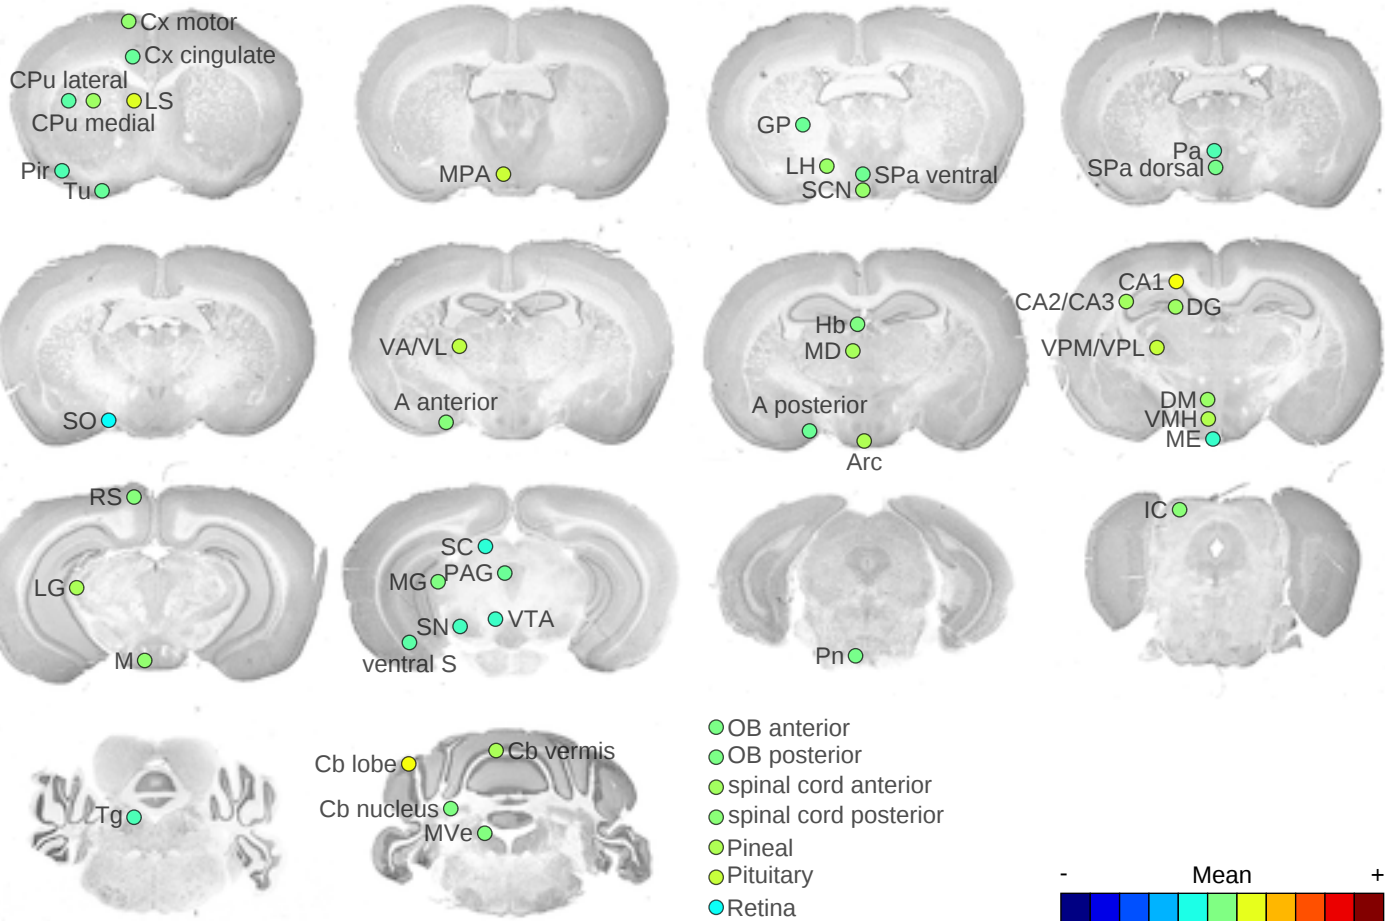 Cx motor
Cx cingulate
CPu lateral
LS
CPu medial
Pir
Tu
MPA
GP
LH
SPa ventral
SCN
Pa
SPa dorsal
SO
VA/VL
A anterior
Hb
MD
A posterior
Arc
CA1
CA2/CA3
DG
VPM/VPL
DM
VMH
ME
RS
LG
M
SC
MG
PAG
SN
VTA
ventral S
Pn
IC
Tg
Cb lobe
Cb vermis
Cb nucleus
MVe
OB anterior
OB posterior
spinal cord anterior
spinal cord posterior
Pineal
Pituitary
Retina
- Mean +